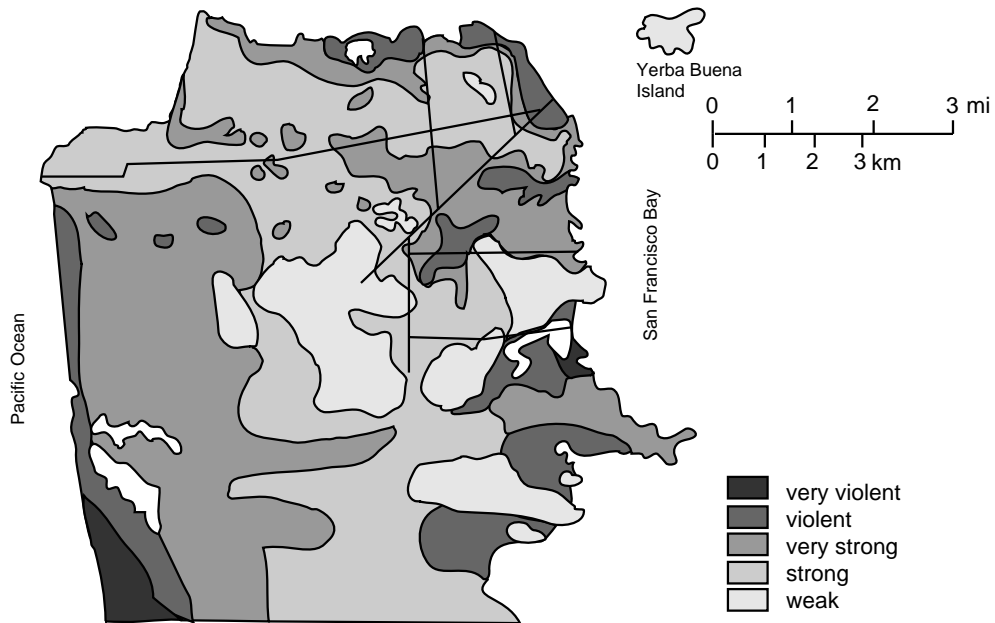 Yerba Buena
Island
0 1 2 3 mi
0 1 2 3 km
San Francisco Bay
Pacific Ocean
very violent
violent
very strong
strong
weak